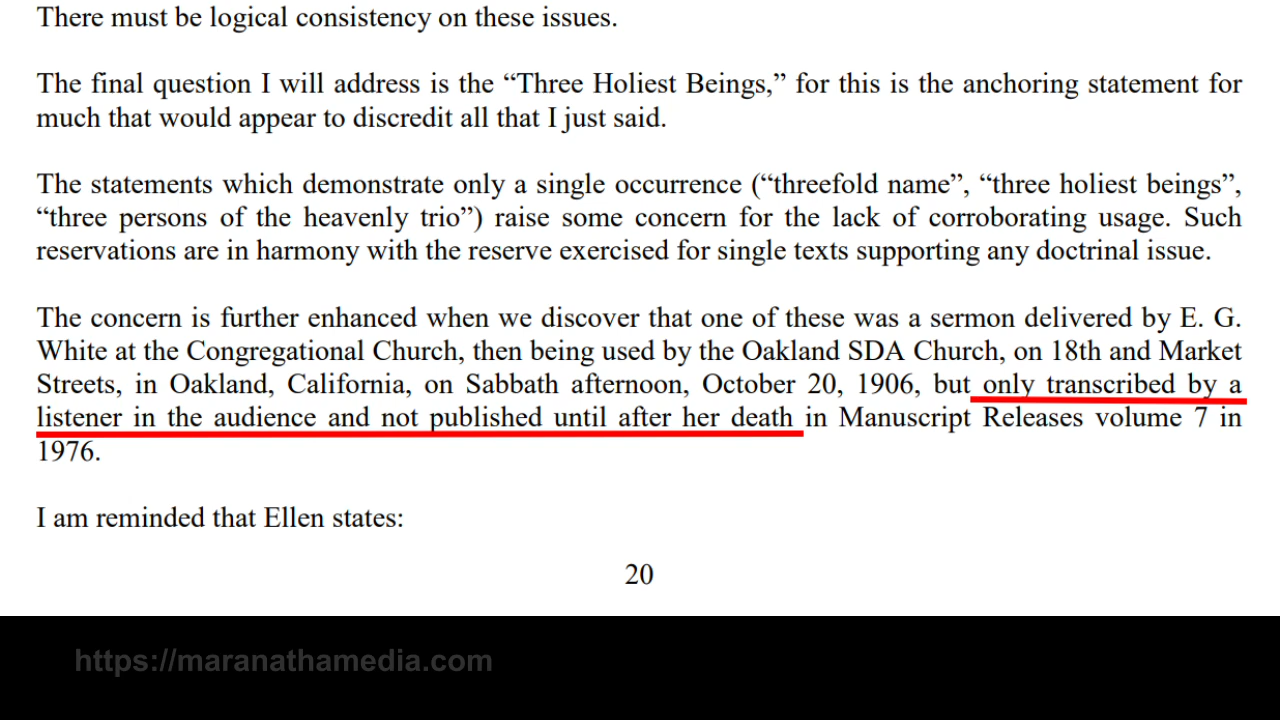 There must be logical consistency on these issues.
The final question I will address is the “Three Holiest Beings,” for this is the anchoring statement for
much that would appear to discredit all that I just said.
The statements which demonstrate only a single occurrence (“threefold name”, “three holiest beings”,
“three persons of the heavenly trio”) raise some concern for the lack of corroborating usage. Such
reservations are in harmony with the reserve exercised for single texts supporting any doctrinal issue.
The concern is further enhanced when we discover that one of these was a sermon delivered by E. G.
White at the Congregational Church, then being used by the Oakland SDA Church, on 18th and Market
Streets, in Oakland, California, on Sabbath afternoon, October 20, 1906, but only transcribed by a
listener in the audience and not published until after her death in Manuscript Releases volume 7 in
1976.
I am reminded that Ellen states:
20
https://maranathamedia.com